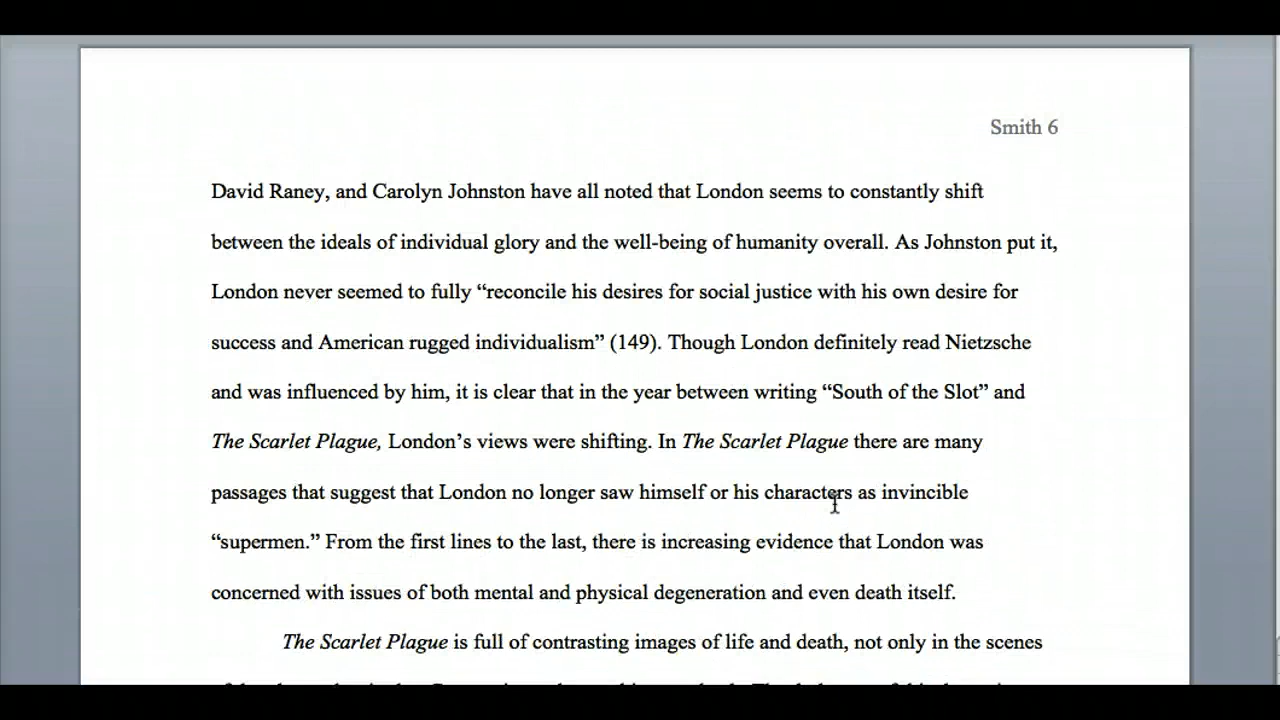 Smith 6
David Raney, and Carolyn Johnston have all noted that London seems to constantly shift
between the ideals of individual glory and the well-being of humanity overall. As Johnston put it,
London never seemed to fully “reconcile his desires for social justice with his own desire for
success and American rugged individualism” (149). Though London definitely read Nietzsche
and was influenced by him, it is clear that in the year between writing “South of the Slot” and
The Scarlet Plague, London’s views were shifting. In The Scarlet Plague there are many
passages that suggest that London no longer saw himself or his characters as invincible
“supermen.” From the first lines to the last, there is increasing evidence that London was
concerned with issues of both mental and physical degeneration and even death itself.
The Scarlet Plague is full of contrasting images of life and death, not only in the scenes